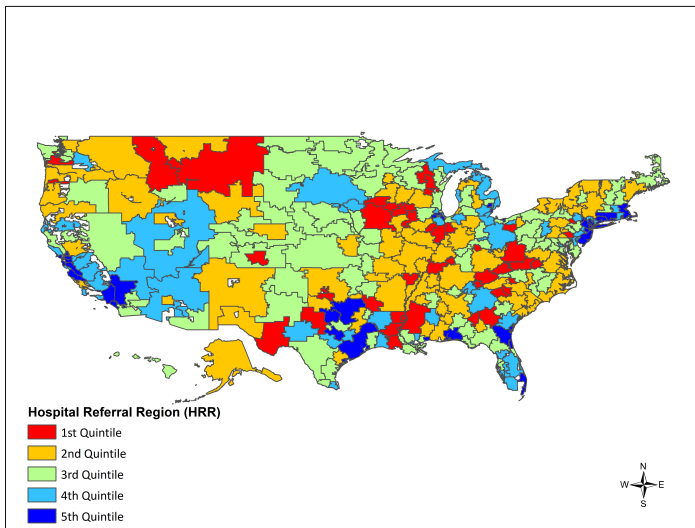 Hospital Referral Region (HRR)
1st Quintile
2nd Quintile
3rd Quintile
4th Quintile
5th Quintile
N
W E
S